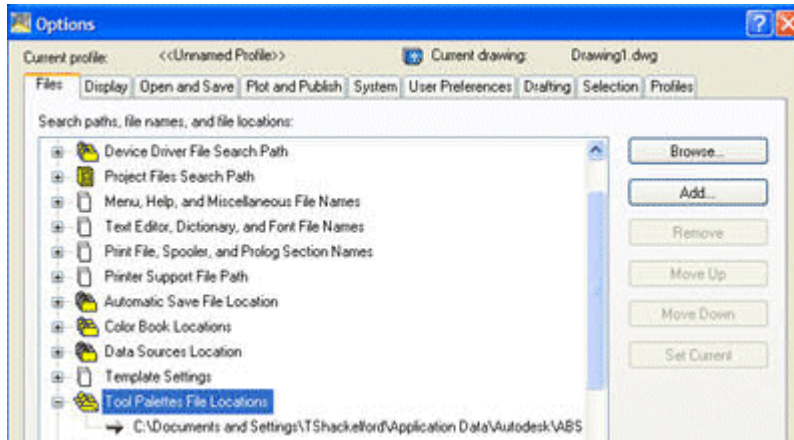 Options
Current profile: <<Unnamed Profile>> Current drawing: Drawing1.dwg
Files Display Open and Save Plot and Publish System User Preferences Drafting Selection Profiles
Search paths, file names, and file locations:
Device Driver File Search Path
Browse...
Project Files Search Path
Menu, Help, and Miscellaneous File Names
Add...
Text Editor, Dictionary, and Font File Names
Remove
Print File, Spooler, and Prolog Section Names
Printer Support File Path
Move Up
Automatic Save File Location
Move Down
Color Book Locations
Data Sources Location
Set Current
Template Settings
Tool Palettes File Locations
C:\Documents and Settings\TShackelford\Application Data\Autodesk\ABS